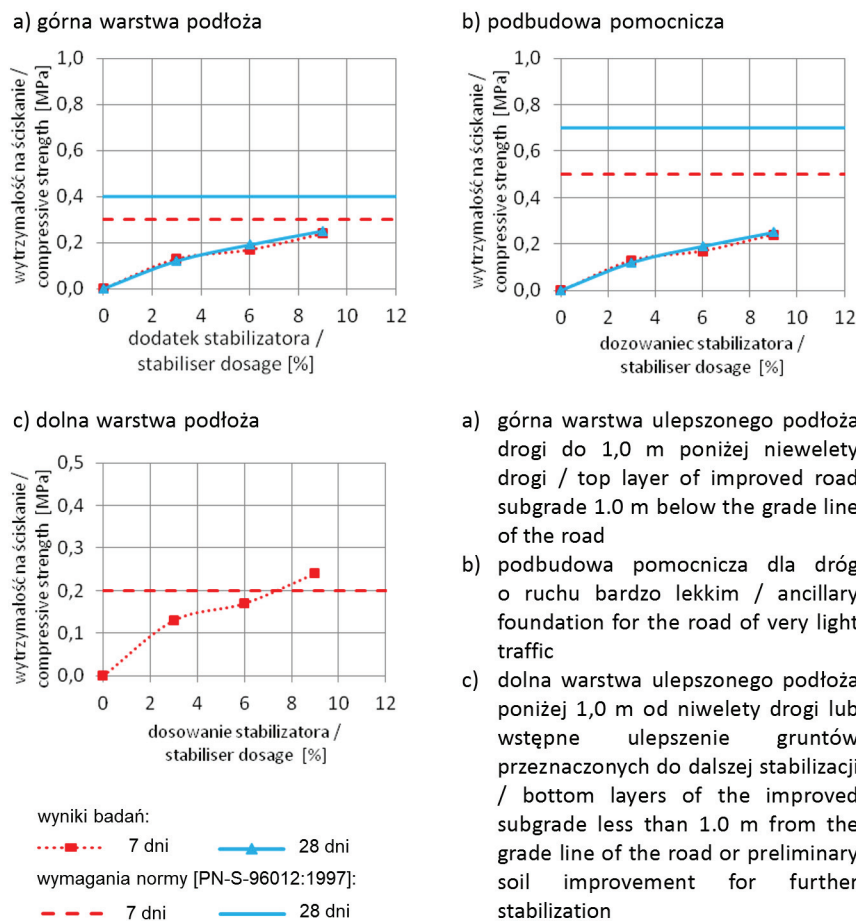 a) górna warstwa podłoża
wytrzymałość na ściskanie /
compressive strength [MPa]
1,0
0,8
0,6
0,4
0,2
0,0
0 2 4 6 8 10 12
dodatek stabilizatora /
stabiliser dosage [%]
b) podbudowa pomocnicza
wytrzymałość na ściskanie /
compressive strength [MPa]
1,0
0,8
0,6
0,4
0,2
0,0
0 2 4 6 8 10 12
dozowaniec stabilizatora /
stabiliser dosage [%]
c) dolna warstwa podłoża
wytrzymałość na ściskanie /
compressive strength [MPa]
0,5
0,4
0,3
0,2
0,1
0,0
0 2 4 6 8 10 12
dosowanie stabilizatora /
stabiliser dosage [%]
wyniki badań:
7 dni 28 dni
wymagania normy [PN-S-96012:1997]:
7 dni 28 dni
a) górna warstwa ulepszonego podłoża
drogi do 1,0 m poniżej niewelety
drogi / top layer of improved road
subgrade 1.0 m below the grade line
of the road
b) podbudowa pomocnicza dla dróg
o ruchu bardzo lekkim / ancillary
foundation for the road of very light
traffic
c) dolna warstwa ulepszonego podłoża
poniżej 1,0 m od niwelety drogi lub
wstępne ulepszenie gruntów
przeznaczonych do dalszej stabilizacji
/ bottom layers of the improved
subgrade less than 1.0 m from the
grade line of the road or preliminary
soil improvement for further
stabilization